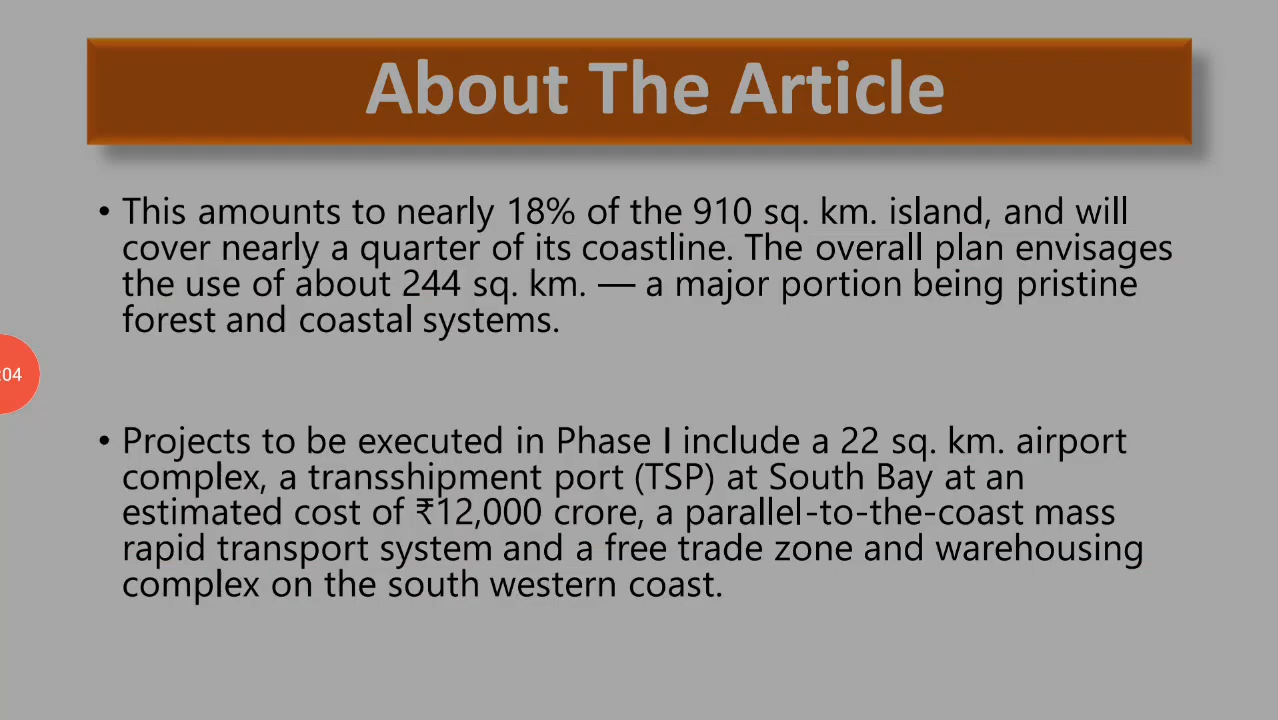 About The Article
• This amounts to nearly 18% of the 910 sq. km. island, and will
cover nearly a quarter of its coastline. The overall plan envisages
the use of about 244 sq. km. — a major portion being pristine
forest and coastal systems.
:04
• Projects to be executed in Phase I include a 22 sq. km. airport
complex, a transshipment port (TSP) at South Bay at an
estimated cost of ₹12,000 crore, a parallel-to-the-coast mass
rapid transport system and a free trade zone and warehousing
complex on the south western coast.